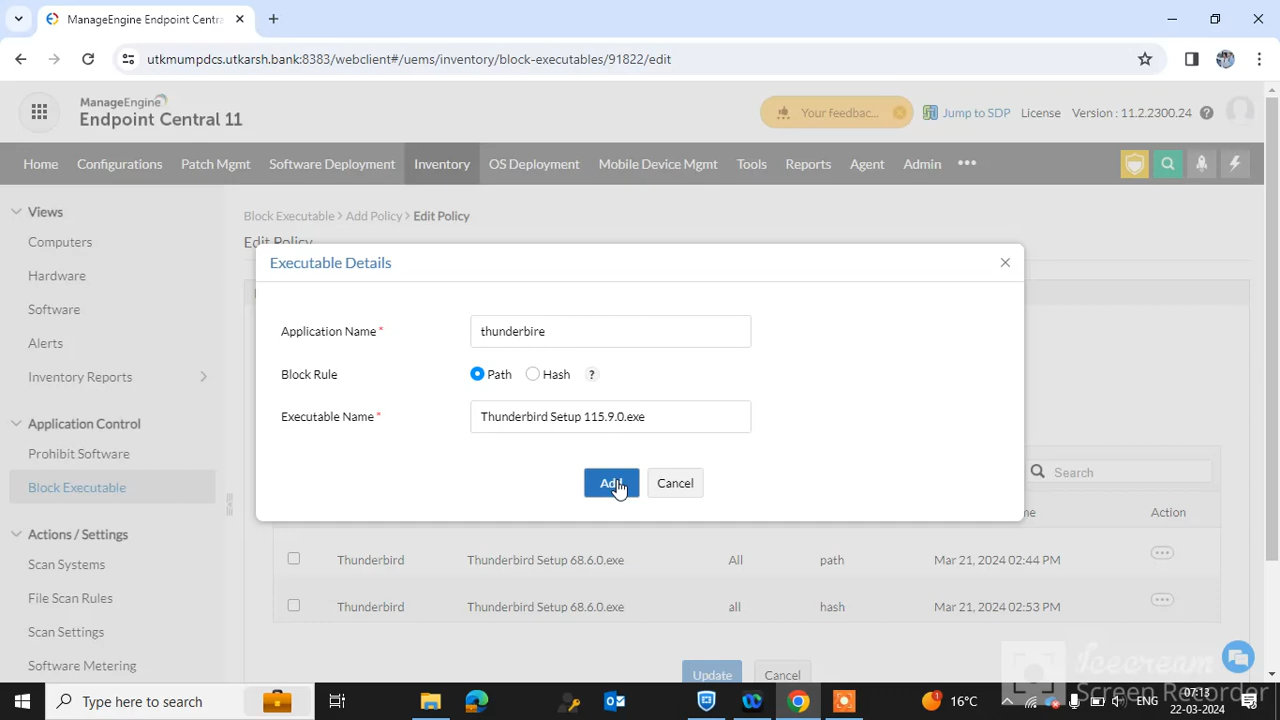 ManageEngine Endpoint Centra
utkmumpdcs.utkarsh.bank:8383/webclient#/uems/inventory/block-executables/91822/edit
ManageEngine
Endpoint Central 11
Your feedbac...
Jump to SDP
License
Version : 11.2.2300.24
Home
Configurations
Patch Mgmt
Software Deployment
Inventory
OS Deployment
Mobile Device Mgmt
Tools
Reports
Agent
Admin
Views
Computers
Hardware
Software
Alerts
Inventory Reports
Application Control
Prohibit Software
Block Executable
Actions / Settings
Scan Systems
File Scan Rules
Scan Settings
Software Metering
Block Executable > Add Policy > Edit Policy
Edit Policy
Executable Details
Application Name *
thunderbire
Block Rule
Path
Hash
?
Executable Name *
Thunderbird Setup 115.9.0.exe
Add
Cancel
Search
Action
Thunderbird Thunderbird Setup 68.6.0.exe All path Mar 21, 2024 02:44 PM
Thunderbird Thunderbird Setup 68.6.0.exe all hash Mar 21, 2024 02:53 PM
Update
Cancel
Icecream
Screen Recorder
Type here to search
1
16°C
ENG
07:13
22-03-2024